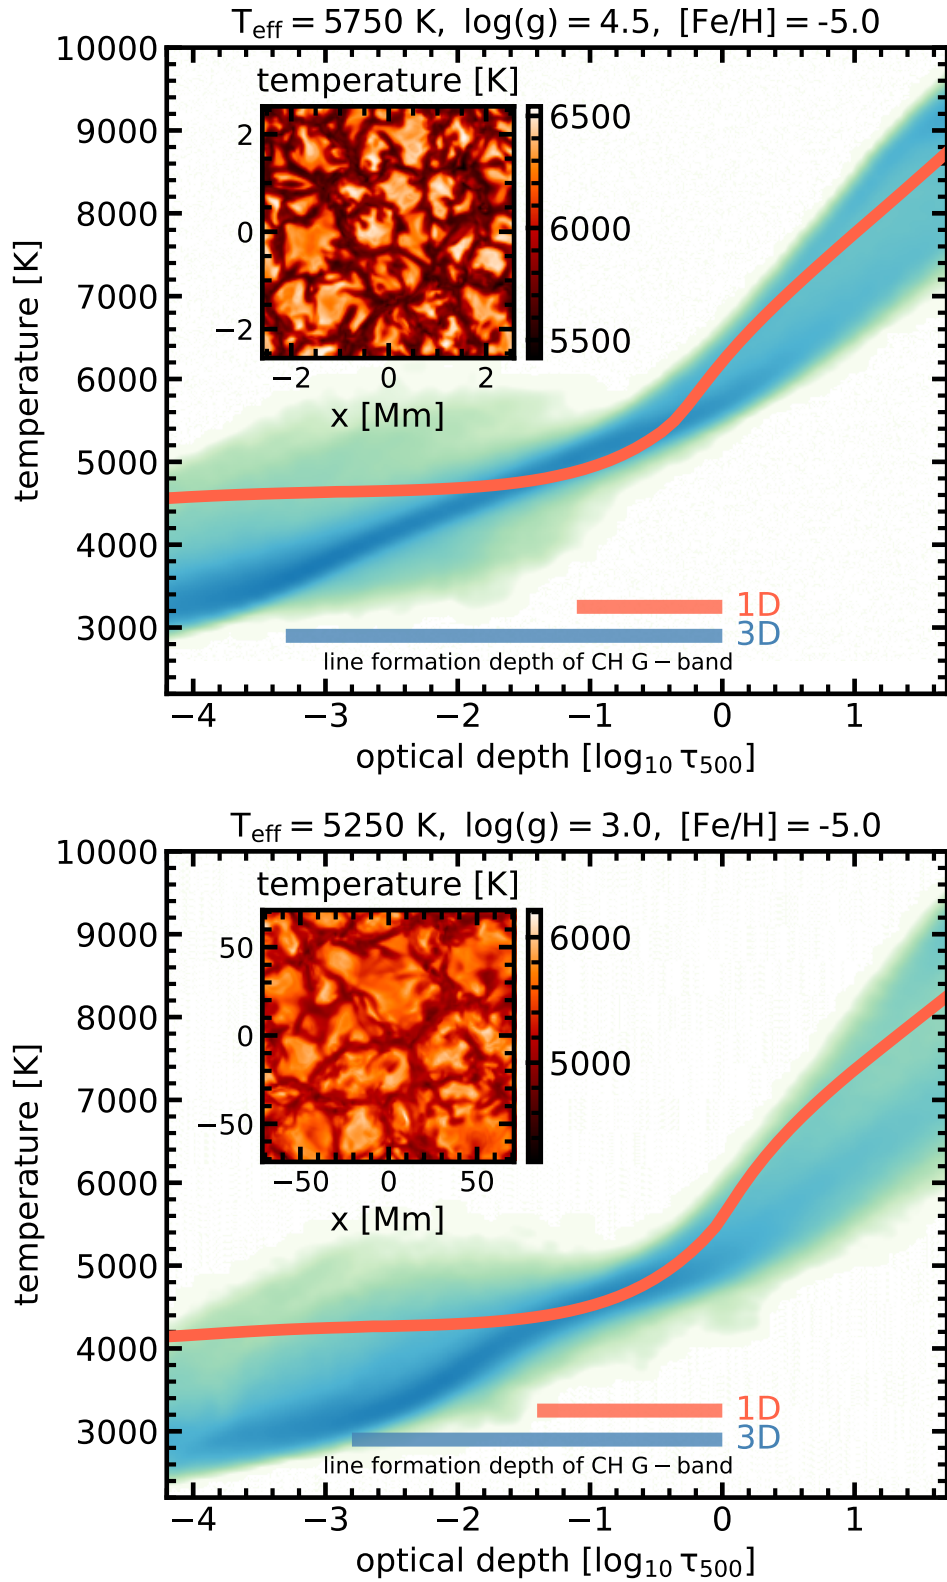 T_eff = 5750 K, log(g) = 4.5, [Fe/H] = -5.0
10000
9000
8000
7000
6000
5000
4000
3000
temperature [K]
temperature [K]
2
0
−2
−2 0 2
x [Mm]
6500
6000
5500
1D
3D
line formation depth of CH G−band
−4 −3 −2 −1 0 1
optical depth [log₁₀ τ₅₀₀]
T_eff = 5250 K, log(g) = 3.0, [Fe/H] = -5.0
10000
9000
8000
7000
6000
5000
4000
3000
temperature [K]
temperature [K]
50
0
−50
−50 0 50
x [Mm]
6000
5000
1D
3D
line formation depth of CH G−band
−4 −3 −2 −1 0 1
optical depth [log₁₀ τ₅₀₀]